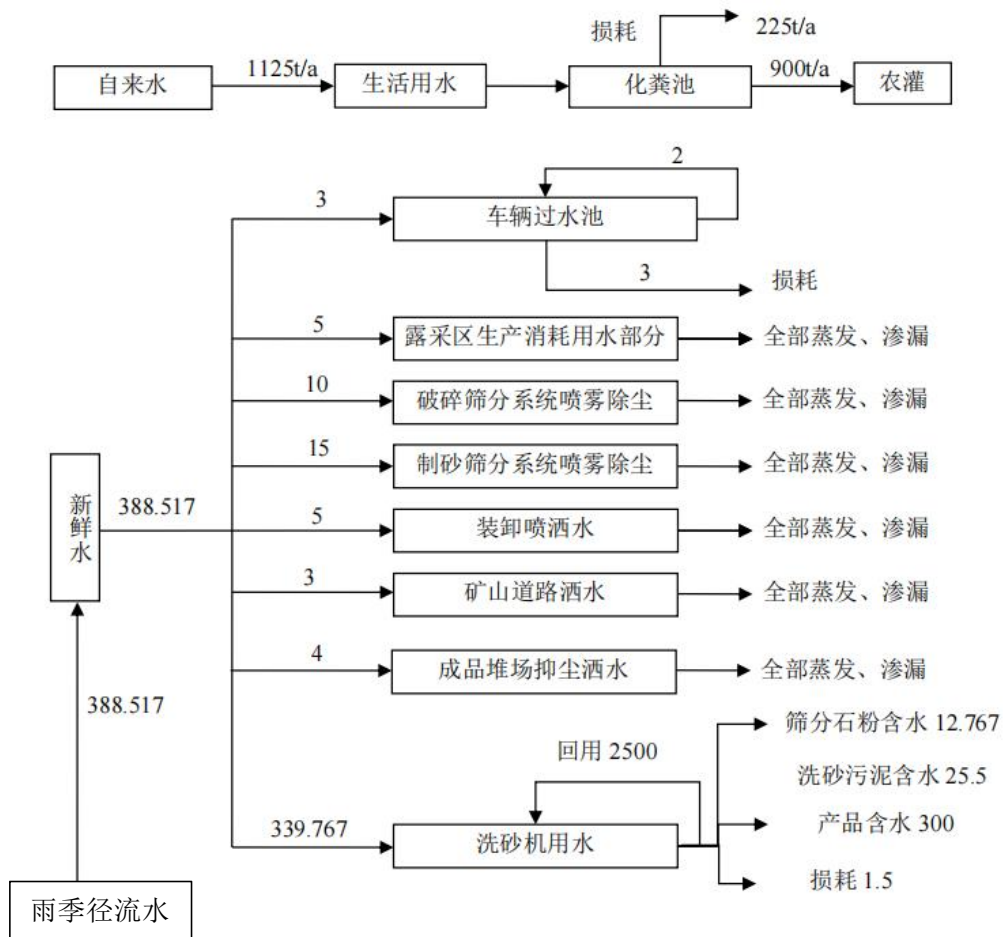 损耗
225t/a
自来水
1125t/a
生活用水
化粪池
900t/a
农灌
2
3
车辆过水池
3
损耗
5
露采区生产消耗用水部分
全部蒸发、渗漏
10
破碎筛分系统喷雾除尘
全部蒸发、渗漏
15
制砂筛分系统喷雾除尘
全部蒸发、渗漏
新鲜水
388.517
5
装卸喷洒水
全部蒸发、渗漏
3
矿山道路洒水
全部蒸发、渗漏
4
成品堆场抑尘洒水
全部蒸发、渗漏
388.517
筛分石粉含水 12.767
回用 2500
洗砂污泥含水 25.5
339.767
洗砂机用水
产品含水 300
损耗 1.5
雨季径流水